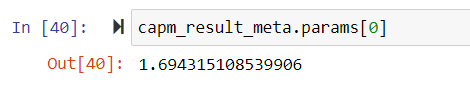 In [40]: capm_result_meta.params[0]
Out[40]: 1.694315108539906